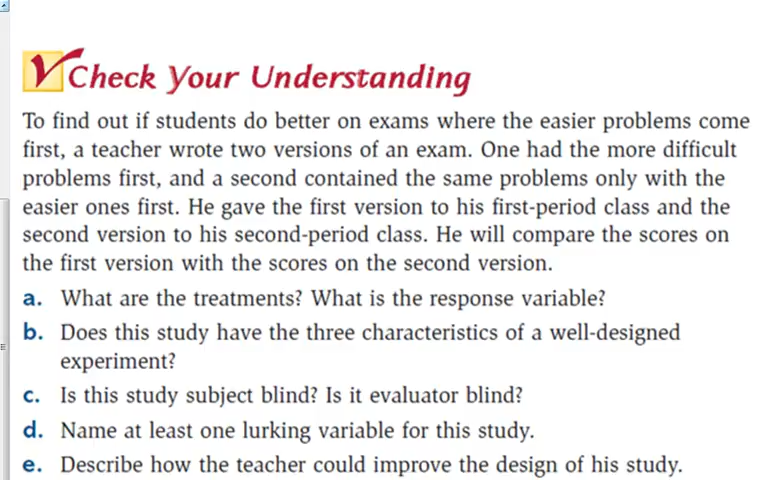 Check Your Understanding
To find out if students do better on exams where the easier problems come
first, a teacher wrote two versions of an exam. One had the more difficult
problems first, and a second contained the same problems only with the
easier ones first. He gave the first version to his first-period class and the
second version to his second-period class. He will compare the scores on
the first version with the scores on the second version.
a. What are the treatments? What is the response variable?
b. Does this study have the three characteristics of a well-designed
experiment?
c. Is this study subject blind? Is it evaluator blind?
d. Name at least one lurking variable for this study.
e. Describe how the teacher could improve the design of his study.